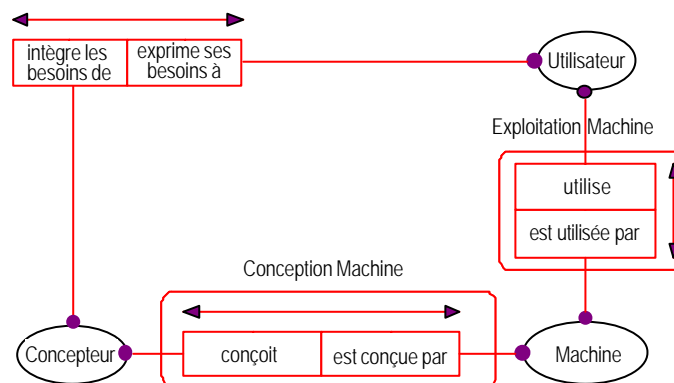 intègre les
besoins de
exprime ses
besoins à
Utilisateur
Exploitation Machine
utilise
est utilisée par
Conception Machine
Concepteur
conçoit
est conçue par
Machine